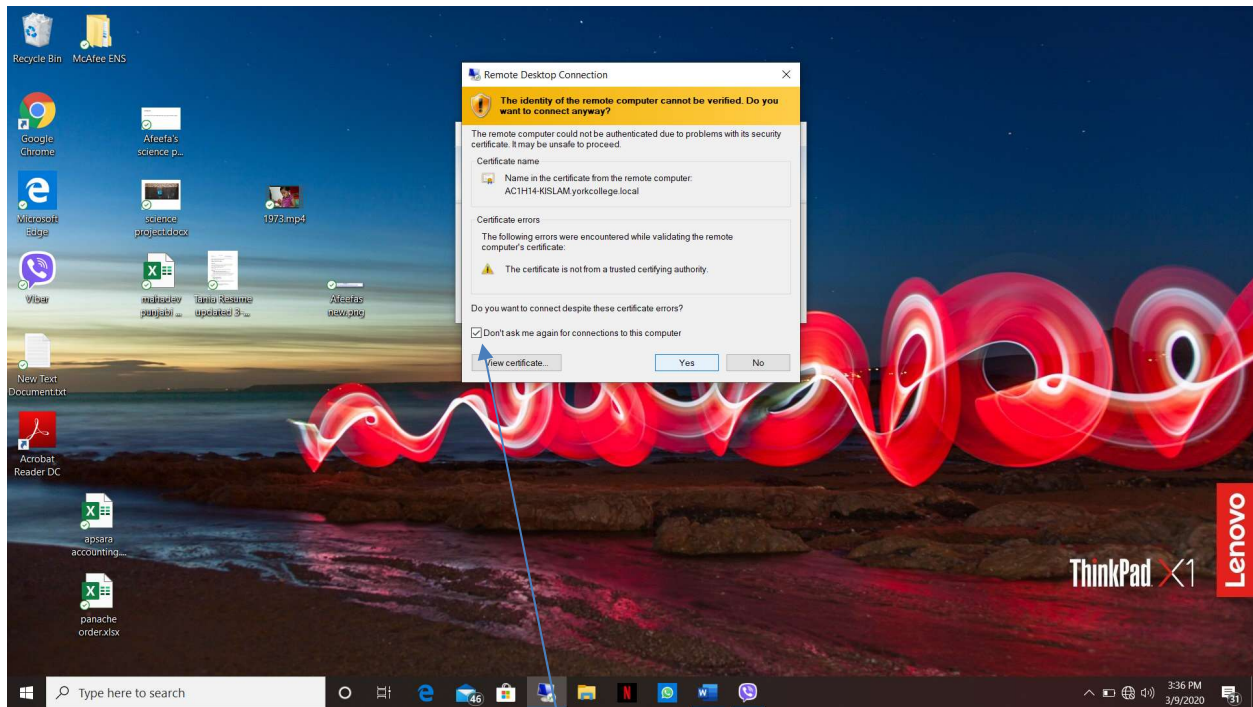 Recycle Bin
McAfee ENS
Google
Chrome
Afeefa's
science p...
Microsoft
Edge
science
project.docx
1973.mp4
Viber
mahadev
punjabi ...
Tania Resume
updated 3-...
Afeefas
new.png
New Text
Document.txt
Acrobat
Reader DC
apsara
accounting....
panache
order.xlsx
Remote Desktop Connection
The identity of the remote computer cannot be verified. Do you
want to connect anyway?
The remote computer could not be authenticated due to problems with its security
certificate. It may be unsafe to proceed.
Certificate name
Name in the certificate from the remote computer:
AC1H14-KISLAM.yorkcollege.local
Certificate errors
The following errors were encountered while validating the remote
computer's certificate:
The certificate is not from a trusted certifying authority.
Do you want to connect despite these certificate errors?
Don't ask me again for connections to this computer
View certificate...
Yes
No
ThinkPad X1
Lenovo
Type here to search
46
3:36 PM
3/9/2020
31